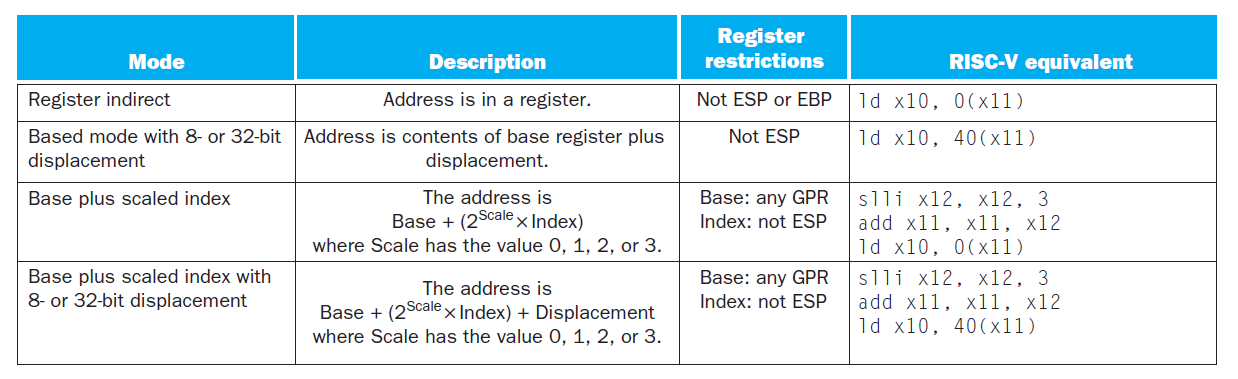 Mode
Description
Register
restrictions
RISC-V equivalent
Register indirect
Address is in a register.
Not ESP or EBP
ld x10, 0(x11)
Based mode with 8- or 32-bit
displacement
Address is contents of base register plus
displacement.
Not ESP
ld x10, 40(x11)
Base plus scaled index
The address is
Base + (2^Scale × Index)
where Scale has the value 0, 1, 2, or 3.
Base: any GPR
Index: not ESP
slli x12, x12, 3
add x11, x11, x12
ld x10, 0(x11)
Base plus scaled index with
8- or 32-bit displacement
The address is
Base + (2^Scale × Index) + Displacement
where Scale has the value 0, 1, 2, or 3.
Base: any GPR
Index: not ESP
slli x12, x12, 3
add x11, x11, x12
ld x10, 40(x11)